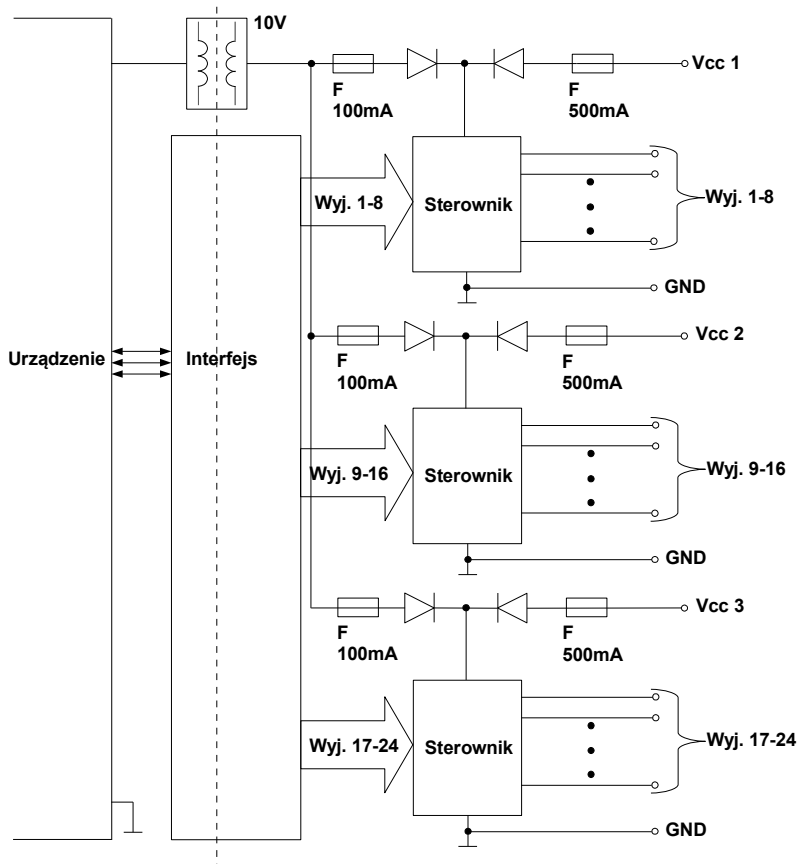 10V
Vcc 1
F
100mA
F
500mA
Wyj. 1-8
Sterownik
Wyj. 1-8
GND
Vcc 2
F
100mA
F
500mA
Urządzenie
Interfejs
Wyj. 9-16
Sterownik
Wyj. 9-16
GND
Vcc 3
F
100mA
F
500mA
Wyj. 17-24
Sterownik
Wyj. 17-24
GND